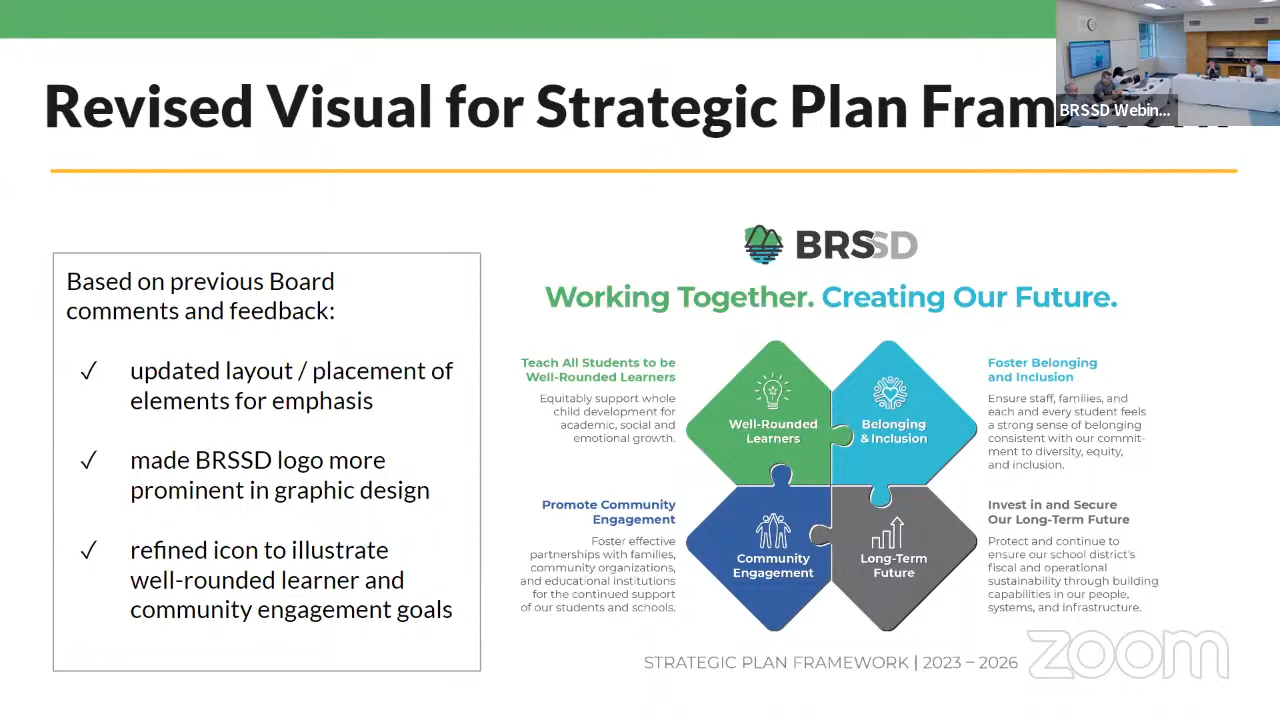 Revised Visual for Strategic Plan Framework
BRSSD Webin...
Based on previous Board
comments and feedback:
✓ updated layout / placement of
elements for emphasis
✓ made BRSSD logo more
prominent in graphic design
✓ refined icon to illustrate
well-rounded learner and
community engagement goals
BRSSD
Working Together. Creating Our Future.
Teach All Students to be
Well-Rounded Learners
Equitably support whole
child development for
academic, social and
emotional growth.
Well-Rounded
Learners
Belonging
& Inclusion
Foster Belonging
and Inclusion
Ensure staff, families, and
each and every student feels
a strong sense of belonging
consistent with our commit-
ment to diversity, equity,
and inclusion.
Promote Community
Engagement
Foster effective
partnerships with families,
community organizations,
and educational institutions
for the continued support
of our students and schools.
Community
Engagement
Long-Term
Future
Invest in and Secure
Our Long-Term Future
Protect and continue to
ensure our school district's
fiscal and operational
sustainability through building
capabilities in our people,
systems, and infrastructure.
STRATEGIC PLAN FRAMEWORK | 2023 – 2026
zoom